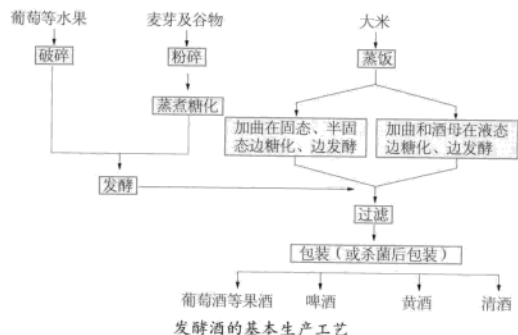 葡萄等水果 麦芽及谷物 大米
破碎 粉碎 蒸饭
蒸煮糖化
加曲在固态、半固 加曲和酒母在液态
态边糖化、边发酵 边糖化、边发酵
发酵
过滤
包装(或杀菌后包装)
葡萄酒等果酒 啤酒 黄酒 清酒
发酵酒的基本生产工艺